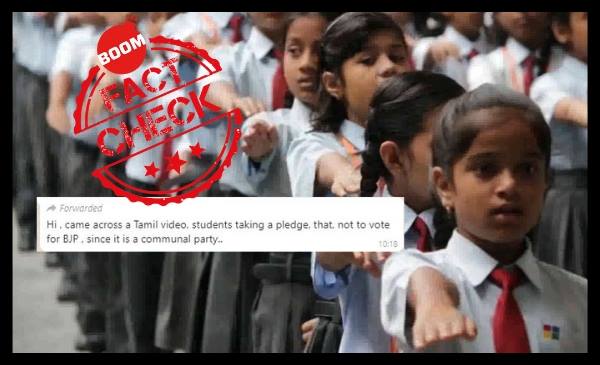 BOOM
FACT
CHECK
Forwarded
Hi , came across a Tamil video, students taking a pledge, that, not to vote
for BJP , since it is a communal party..
10:18